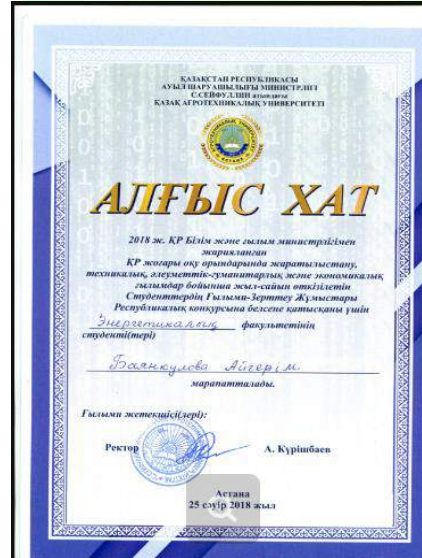 ҚАЗАҚСТАН РЕСПУБЛИКАСЫ
АУЫЛ ШАРУАШЫЛЫҒЫ МИНИСТРЛІГІ
С.СЕЙФУЛЛИН атындағы
ҚАЗАҚ АГРОТЕХНИКАЛЫҚ УНИВЕРСИТЕТІ
АЛҒЫС ХАТ
2018 ж. ҚР Білім және ғылым министрлігімен
жарияланған
ҚР жоғары оқу орындарында жаратылыстану,
техникалық, әлеуметтік-гуманитарлық және экономикалық
ғылымдар бойынша жыл-сайын өткізілетін
Студенттердің Ғылыми-Зерттеу Жұмыстары
Республикалық конкурсына белсене қатысқаны үшін
Энергетикалық факультетінің
студенті(тері)
Баянкулова Айгерім
марапатталады.
Ғылыми жетекшісі(лері):
Ректор А. Күрішбаев
Астана
25 сәуір 2018 жыл